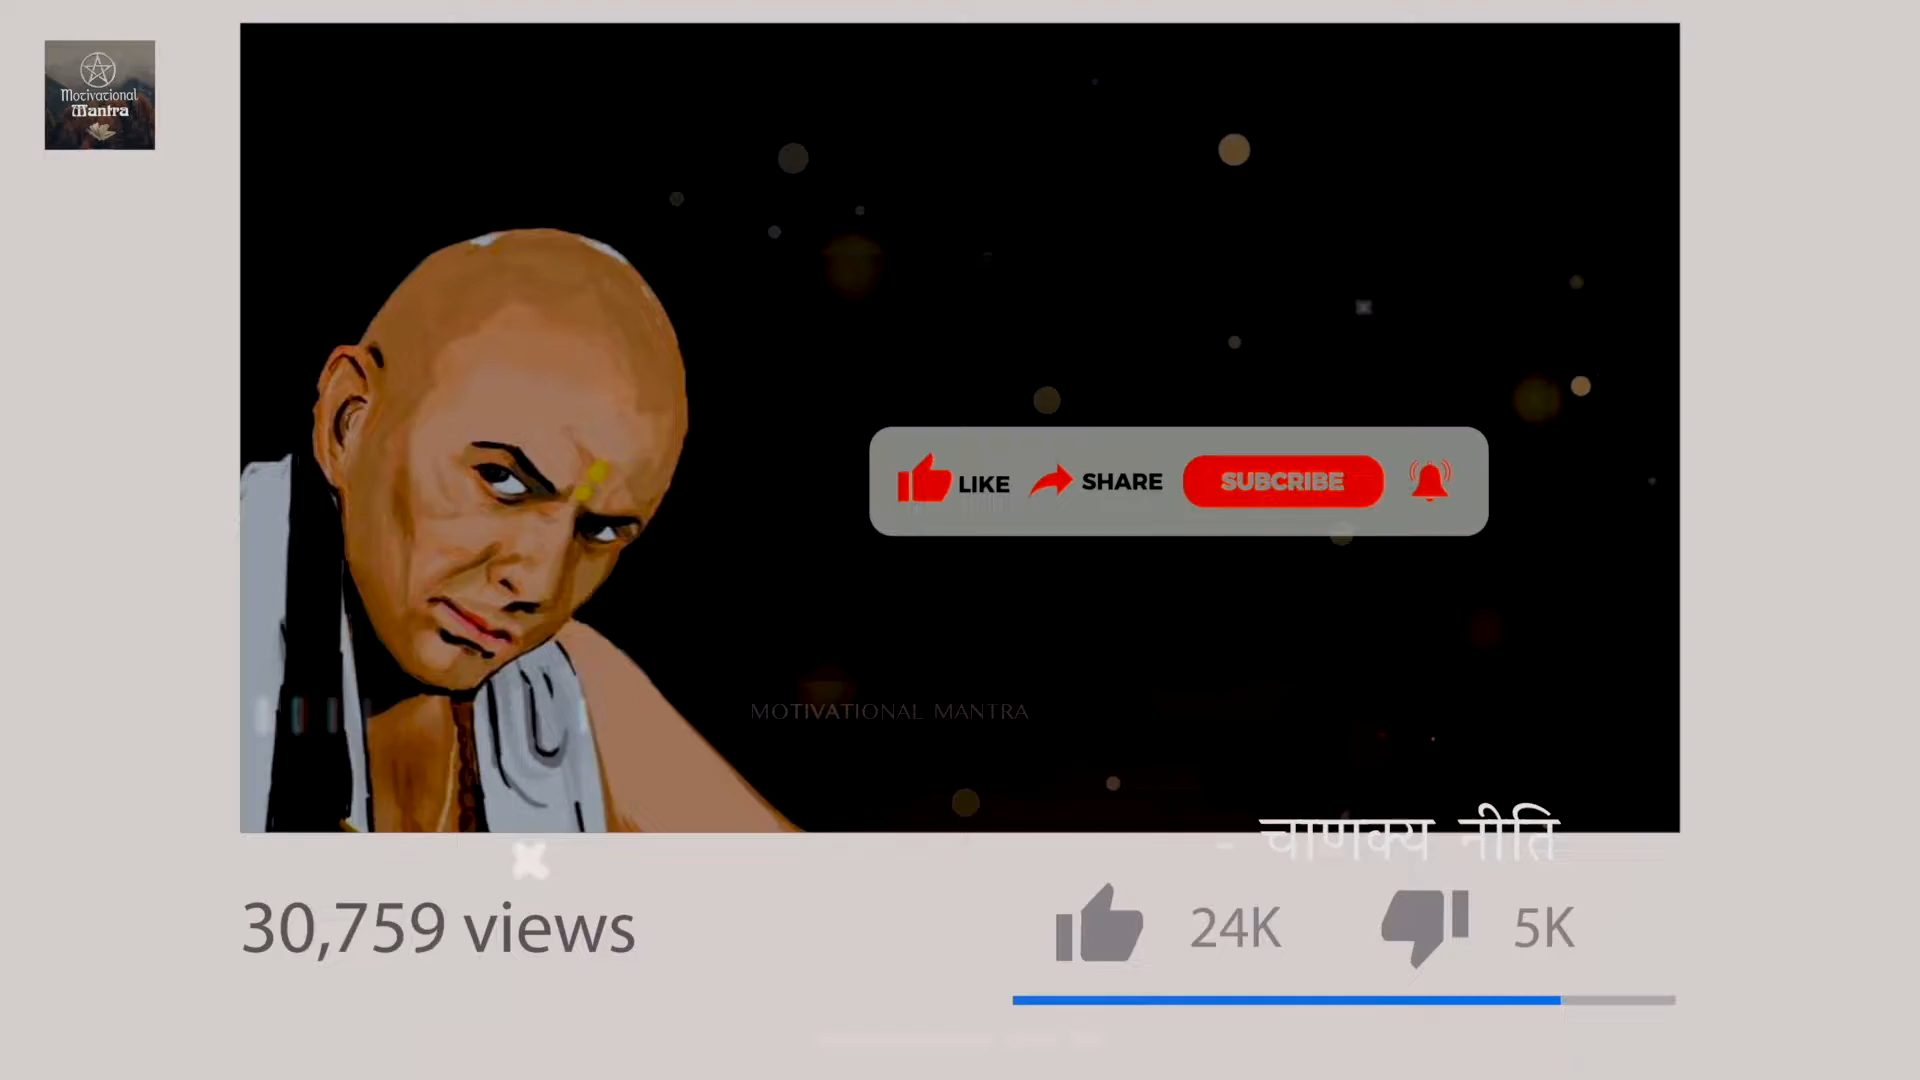 Motivational
Mantra
LIKE SHARE SUBCRIBE
MOTIVATIONAL MANTRA
- चाणक्य नीति
30,759 views 24K 5K